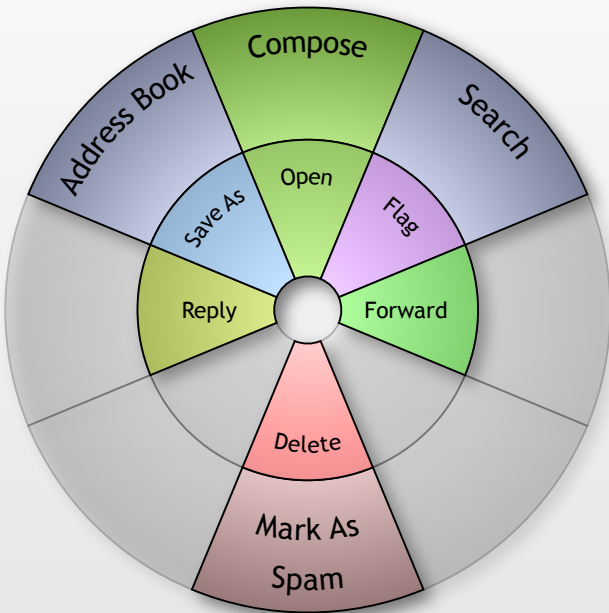 Compose
Address Book
Search
Open
Save As
Flag
Reply
Forward
Delete
Mark As
Spam